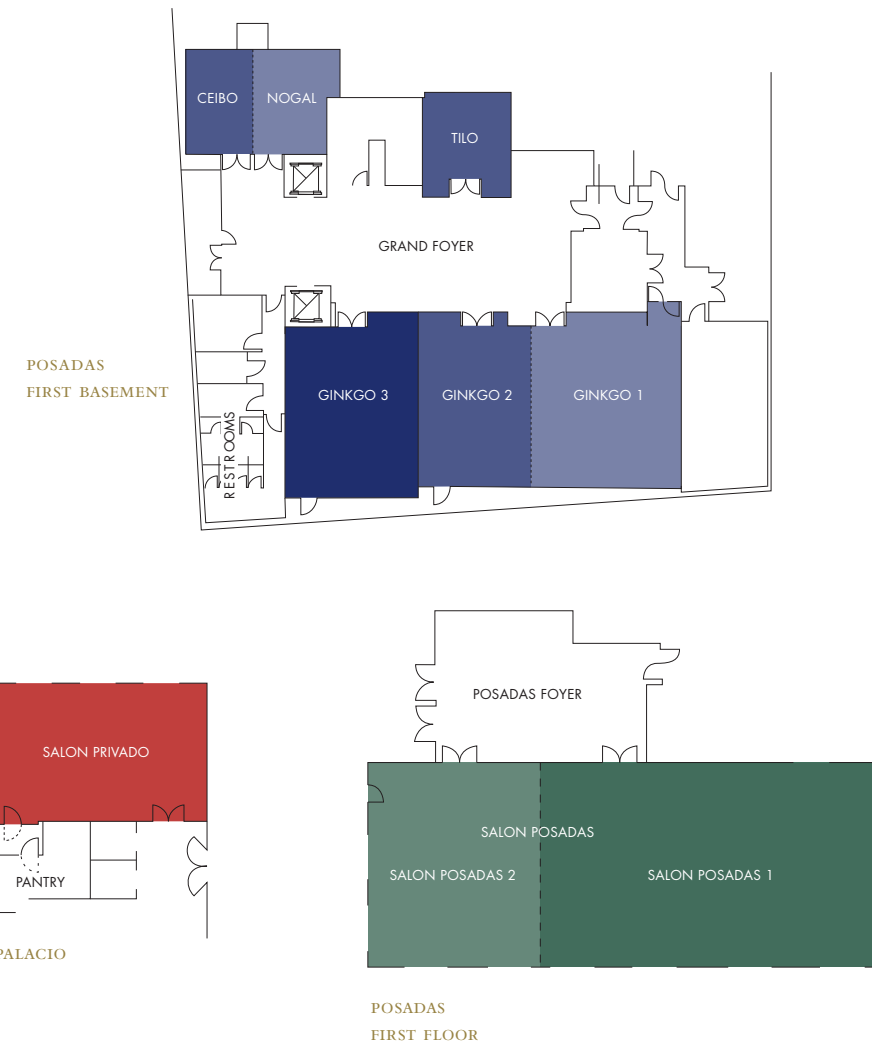 CEIBO
NOGAL
TILO
GRAND FOYER
POSADAS
FIRST BASEMENT
GINKGO 3
GINKGO 2
GINKGO 1
RESTROOMS
SALON PRIVADO
PANTRY
PALACIO
POSADAS FOYER
SALON POSADAS
SALON POSADAS 2
SALON POSADAS 1
POSADAS
FIRST FLOOR